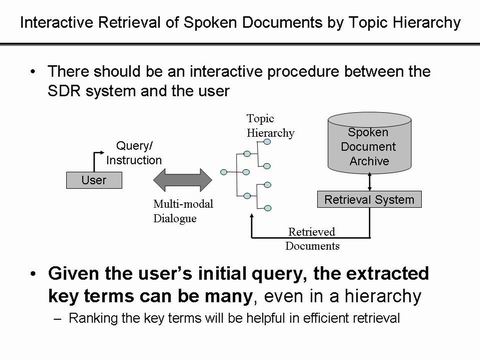 Interactive Retrieval of Spoken Documents by Topic Hierarchy
• There should be an interactive procedure between the
SDR system and the user
Topic
Hierarchy
Spoken
Document
Archive
Query/
Instruction
User
Multi-modal
Dialogue
Retrieval System
Retrieved
Documents
• Given the user's initial query, the extracted
key terms can be many, even in a hierarchy
– Ranking the key terms will be helpful in efficient retrieval